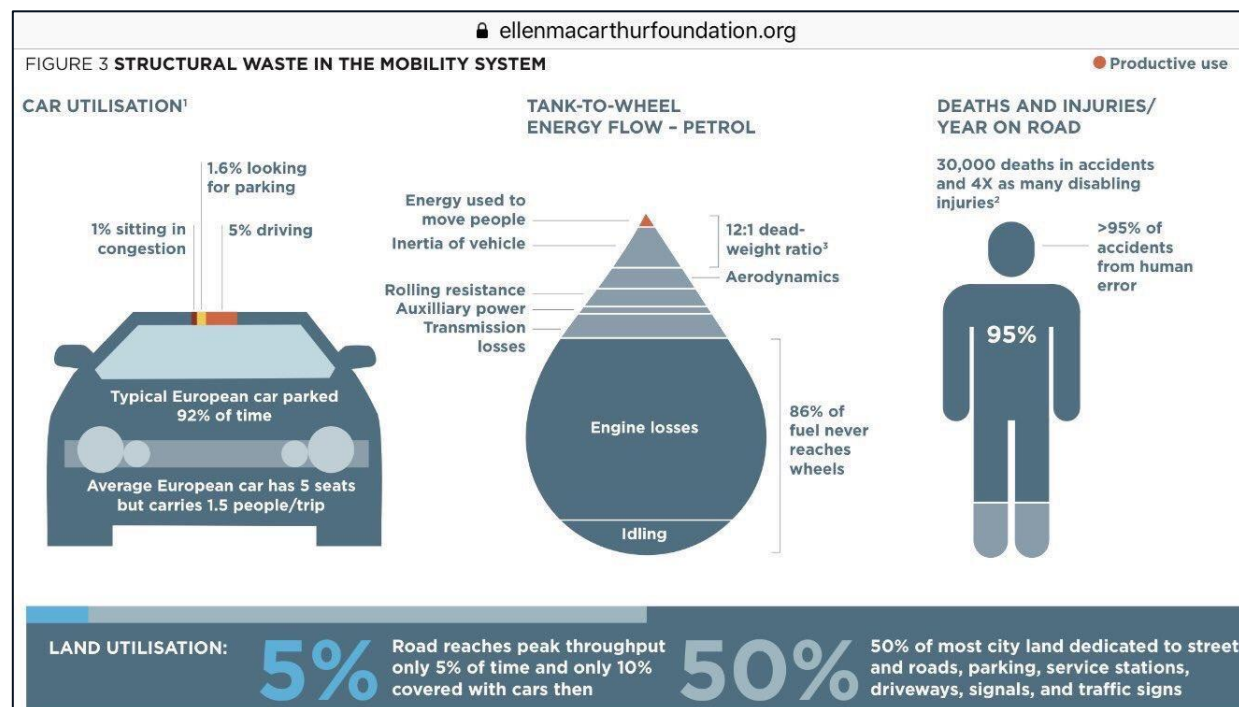 ellenmacarthurfoundation.org
FIGURE 3 STRUCTURAL WASTE IN THE MOBILITY SYSTEM
Productive use
CAR UTILISATION¹
1.6% looking
for parking
1% sitting in
congestion
5% driving
Typical European car parked
92% of time
Average European car has 5 seats
but carries 1.5 people/trip
TANK-TO-WHEEL
ENERGY FLOW – PETROL
Energy used to
move people
Inertia of vehicle
12:1 dead-
weight ratio³
Aerodynamics
Rolling resistance
Auxilliary power
Transmission
losses
Engine losses
86% of
fuel never
reaches
wheels
Idling
DEATHS AND INJURIES/
YEAR ON ROAD
30,000 deaths in accidents
and 4X as many disabling
injuries²
>95% of
accidents
from human
error
95%
LAND UTILISATION:
5%
Road reaches peak throughput
only 5% of time and only 10%
covered with cars then
50%
50% of most city land dedicated to street
and roads, parking, service stations,
driveways, signals, and traffic signs